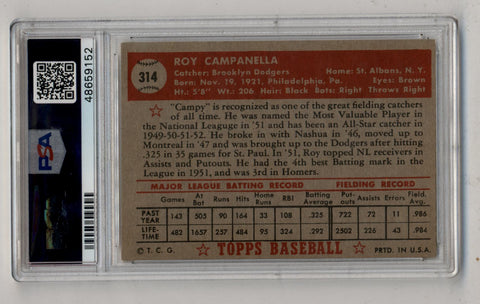 48659152
PSA
314
ROY CAMPANELLA
Catcher: Brooklyn Dodgers Home: St. Albans, N. Y.
Born: Nov. 19, 1921, Philadelphia, Pa. Eyes: Brown
Ht: 5'8" Wt: 206 Hair: Black Bats: Right Throws Right
"Campy" is recognized as one of the great fielding catchers
of all time. He was named the Most Valuable Player in
the National League in '51 and has been an All-Star catcher in
1949-50-51-52. He broke in with Nashua in '46, moved up to
Montreal in '47 and was brought up to the Dodgers after hitting
.325 in 35 games for St. Paul. In '51, Roy topped NL receivers in
Assists and Putouts. He had the 4th best Batting mark in the
League in 1951, and was 3rd in Homers.
MAJOR LEAGUE BATTING RECORD FIELDING RECORD
Games At Bat Runs Hits Home Runs RBI Batting Average Putouts Assists Errors Field. Avg.
PAST YEAR 143 505 90 164 33 108 .325 722 72 11 .986
LIFE-TIME 482 1657 257 484 95 324 .292 2502 226 43 .984
© T. C. G. TOPPS BASEBALL PRTD. IN U.S.A.